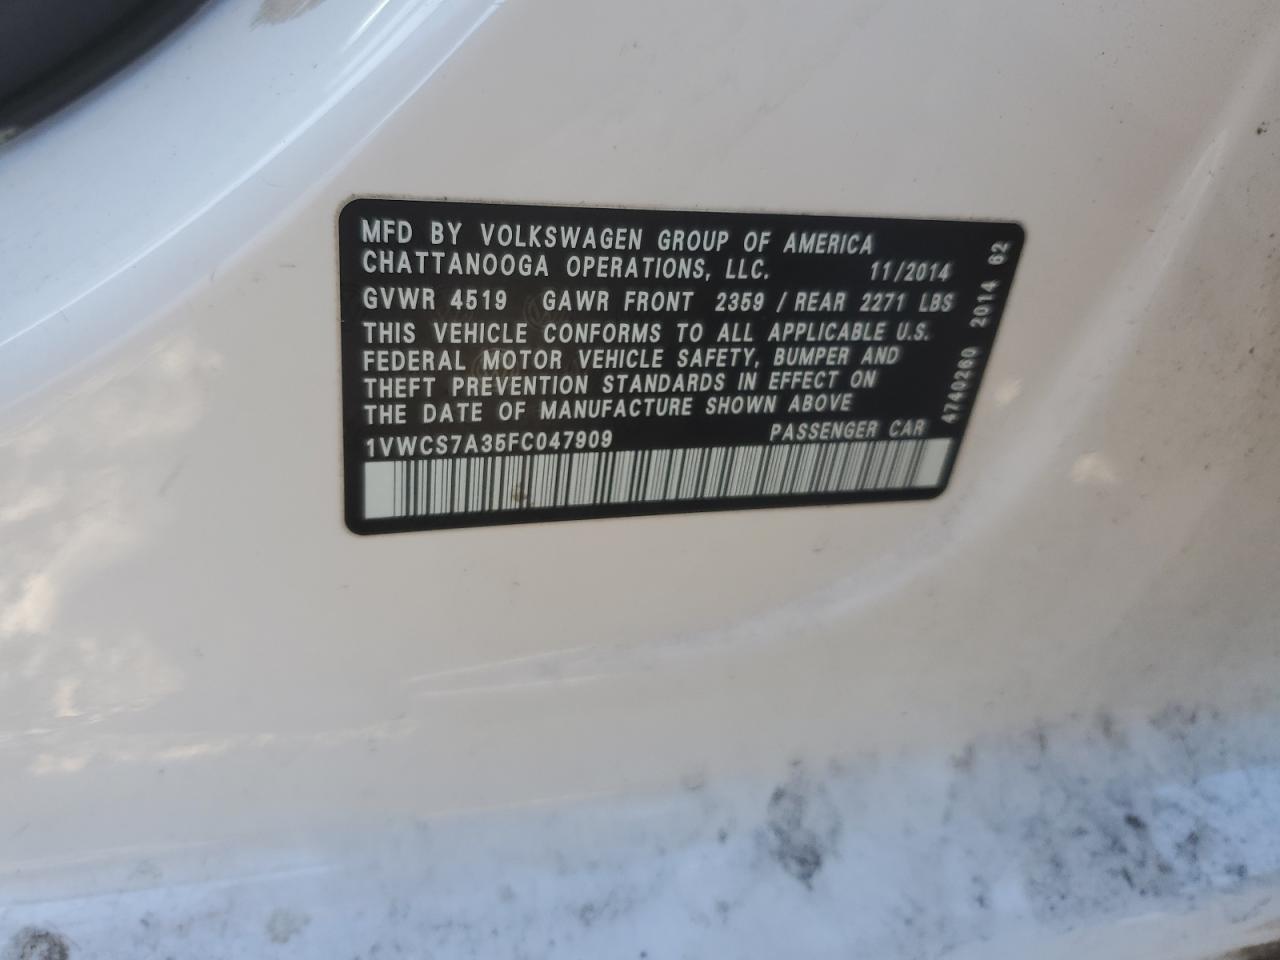 MFD BY VOLKSWAGEN GROUP OF AMERICA
CHATTANOOGA OPERATIONS, LLC. 11/2014
GVWR 4519 GAWR FRONT 2359 / REAR 2271 LBS
THIS VEHICLE CONFORMS TO ALL APPLICABLE U.S.
FEDERAL MOTOR VEHICLE SAFETY, BUMPER AND
THEFT PREVENTION STANDARDS IN EFFECT ON
THE DATE OF MANUFACTURE SHOWN ABOVE
1VWCS7A35FC047909 PASSENGER CAR
4740260 2014 62